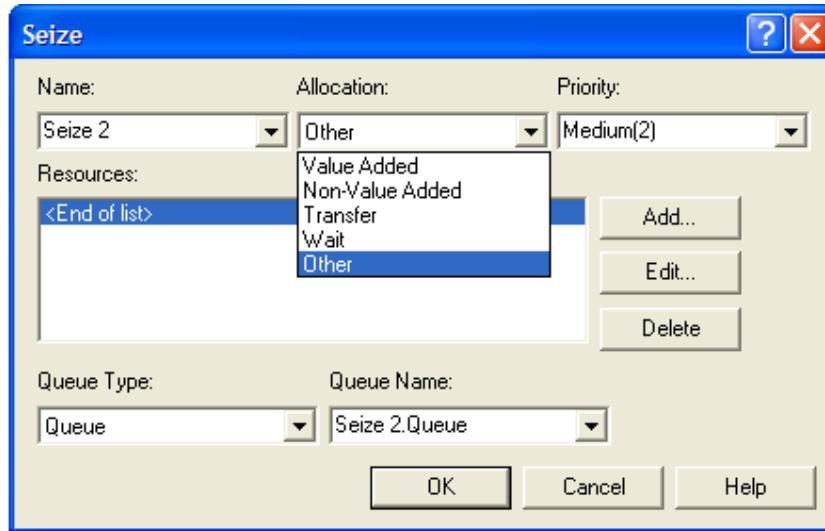 Seize
Name: Allocation: Priority:
Seize 2 Other Medium(2)
Resources:
Value Added
Non-Value Added
Transfer
Wait
Other
<End of list>
Add...
Edit...
Delete
Queue Type: Queue Name:
Queue Seize 2.Queue
OK Cancel Help